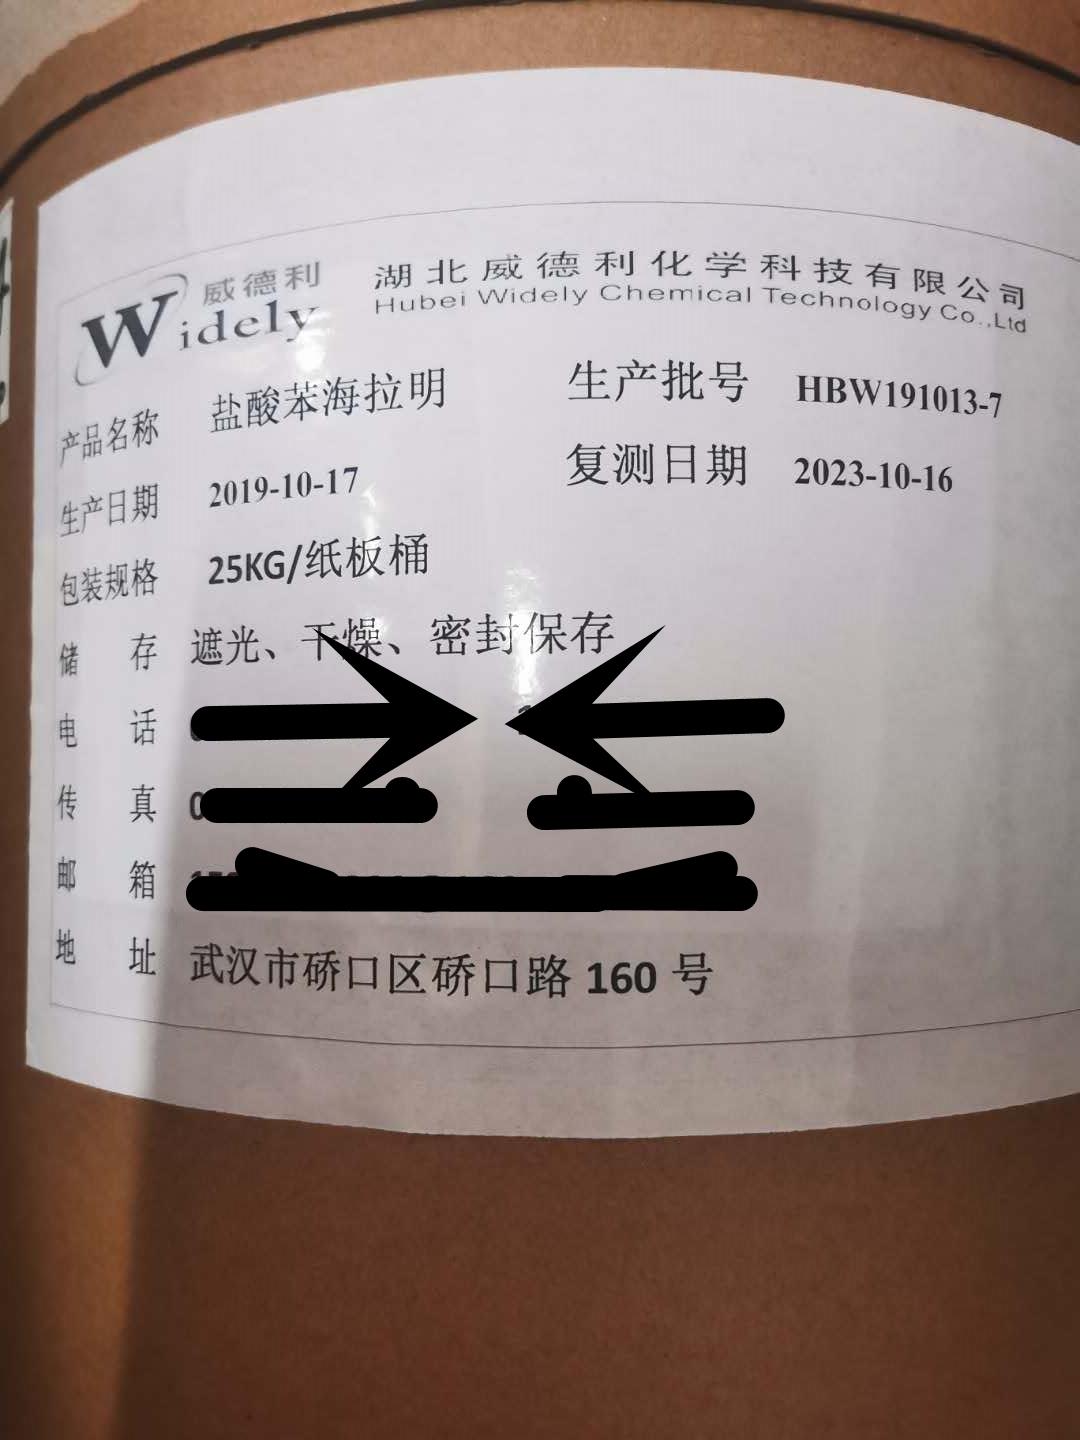 威德利
Widely
湖北威德利化学科技有限公司
Hubei Widely Chemical Technology Co.,Ltd
产品名称 盐酸苯海拉明 生产批号 HBW191013-7
生产日期 2019-10-17 复测日期 2023-10-16
包装规格 25KG/纸板桶
储 存 遮光、干燥、密封保存
电 话
传 真 0
邮 箱
地 址 武汉市硚口区硚口路 160 号